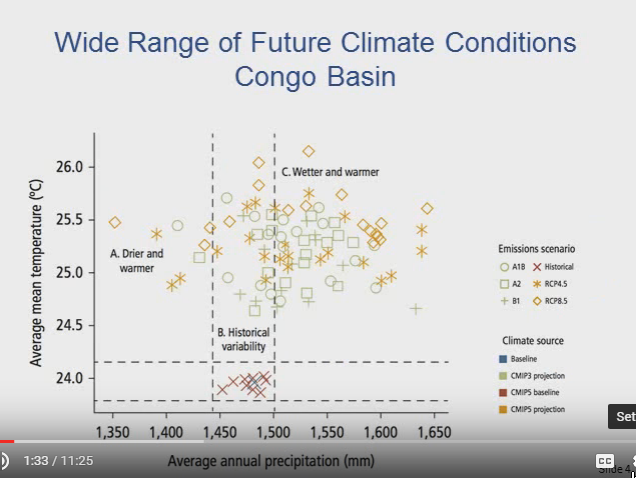 Wide Range of Future Climate Conditions
Congo Basin
Average mean temperature (°C)
26.0
25.5
25.0
24.5
24.0
C. Wetter and warmer
A. Drier and
warmer
B. Historical
variability
Emissions scenario
A1B
Historical
A2
RCP4.5
B1
RCP8.5
Climate source
Baseline
CMIP3 projection
CMIP5 baseline
CMIP5 projection
1,350
1,400
1,450
1,500
1,550
1,600
1,650
Average annual precipitation (mm)
1:33 / 11:25
CC
Slide 4